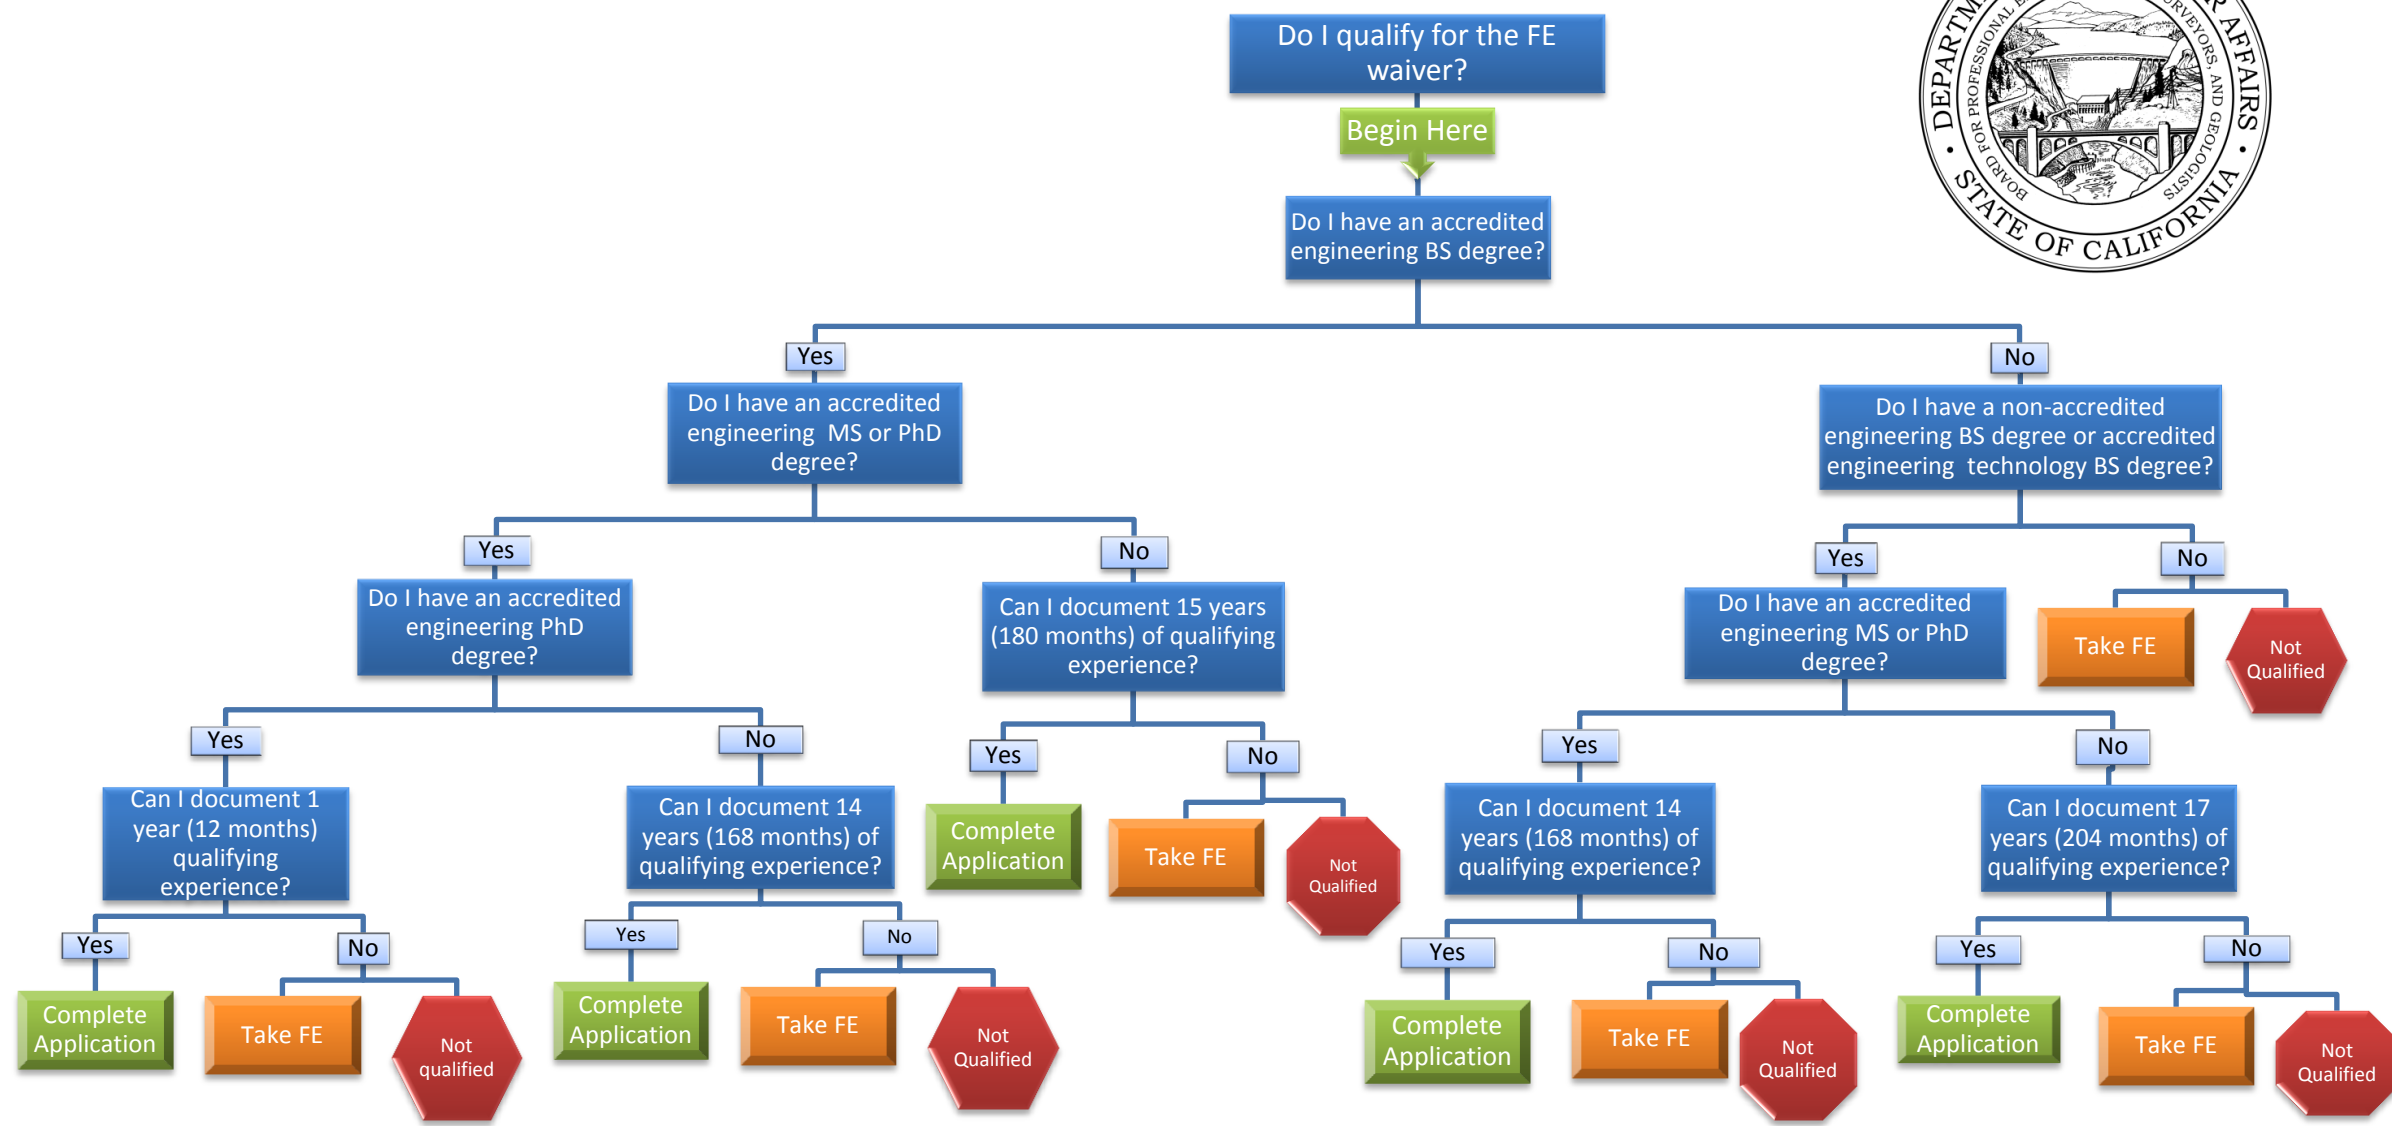 Do I qualify for the FE
waiver?
Begin Here
Do I have an accredited
engineering BS degree?
DEPARTM
R AFFAIRS
STATE OF CALIFORNIA
BOARD FOR PROFESSIONAL E
RVEYORS, AND GEOLOGISTS
Yes
No
Do I have an accredited
engineering  MS or PhD
degree?
Do I have a non-accredited
engineering BS degree or accredited
engineering  technology BS degree?
Yes
No
Yes
No
Do I have an accredited
engineering PhD
degree?
Can I document 15 years
(180 months) of qualifying
experience?
Do I have an accredited
engineering MS or PhD
degree?
Take FE
Not
Qualified
Yes
No
Yes
No
Yes
No
Can I document 1
year (12 months)
qualifying
experience?
Can I document 14
years (168 months) of
qualifying experience?
Complete
Application
Take FE
Not
Qualified
Can I document 14
years (168 months) of
qualifying experience?
Can I document 17
years (204 months) of
qualifying experience?
Yes
No
Yes
No
Yes
No
Yes
No
Complete
Application
Take FE
Not
qualified
Complete
Application
Take FE
Not
Qualified
Complete
Application
Take FE
Not
Qualified
Complete
Application
Take FE
Not
Qualified